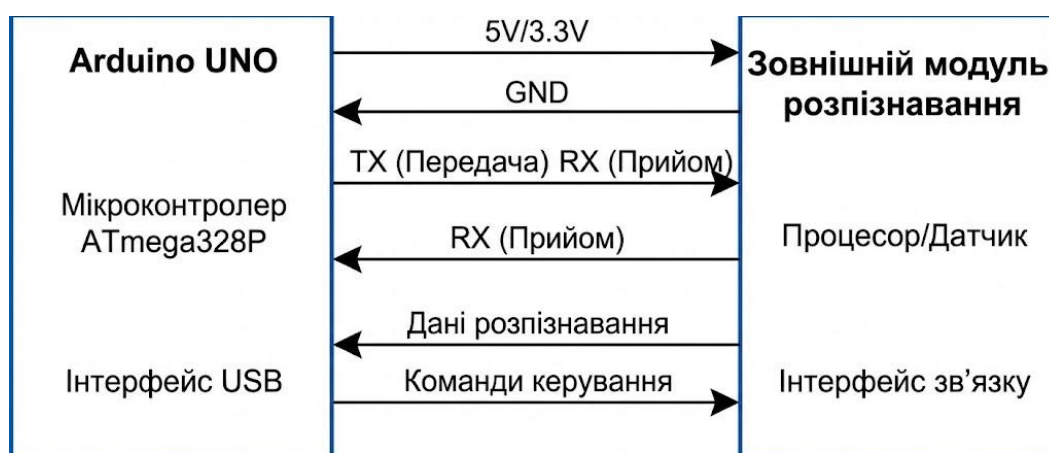 Arduino UNO
Мікроконтролер
ATmega328P
Інтерфейс USB
5V/3.3V
GND
TX (Передача) RX (Прийом)
RX (Прийом)
Дані розпізнавання
Команди керування
Зовнішній модуль
розпізнавання
Процесор/Датчик
Інтерфейс зв’язку